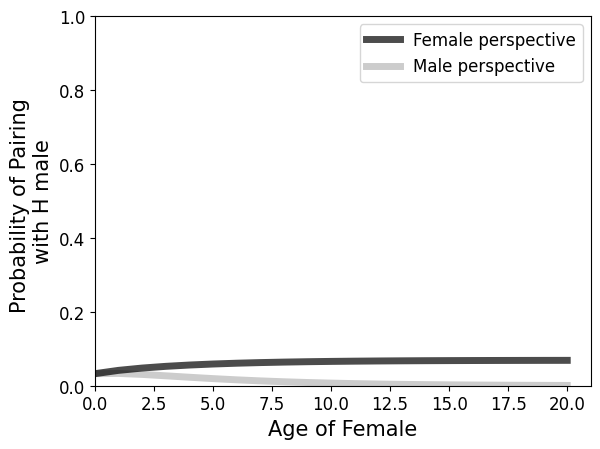 Female perspective
Male perspective
Probability of Pairing
with H male
1.0
0.8
0.6
0.4
0.2
0.0
0.0 2.5 5.0 7.5 10.0 12.5 15.0 17.5 20.0
Age of Female